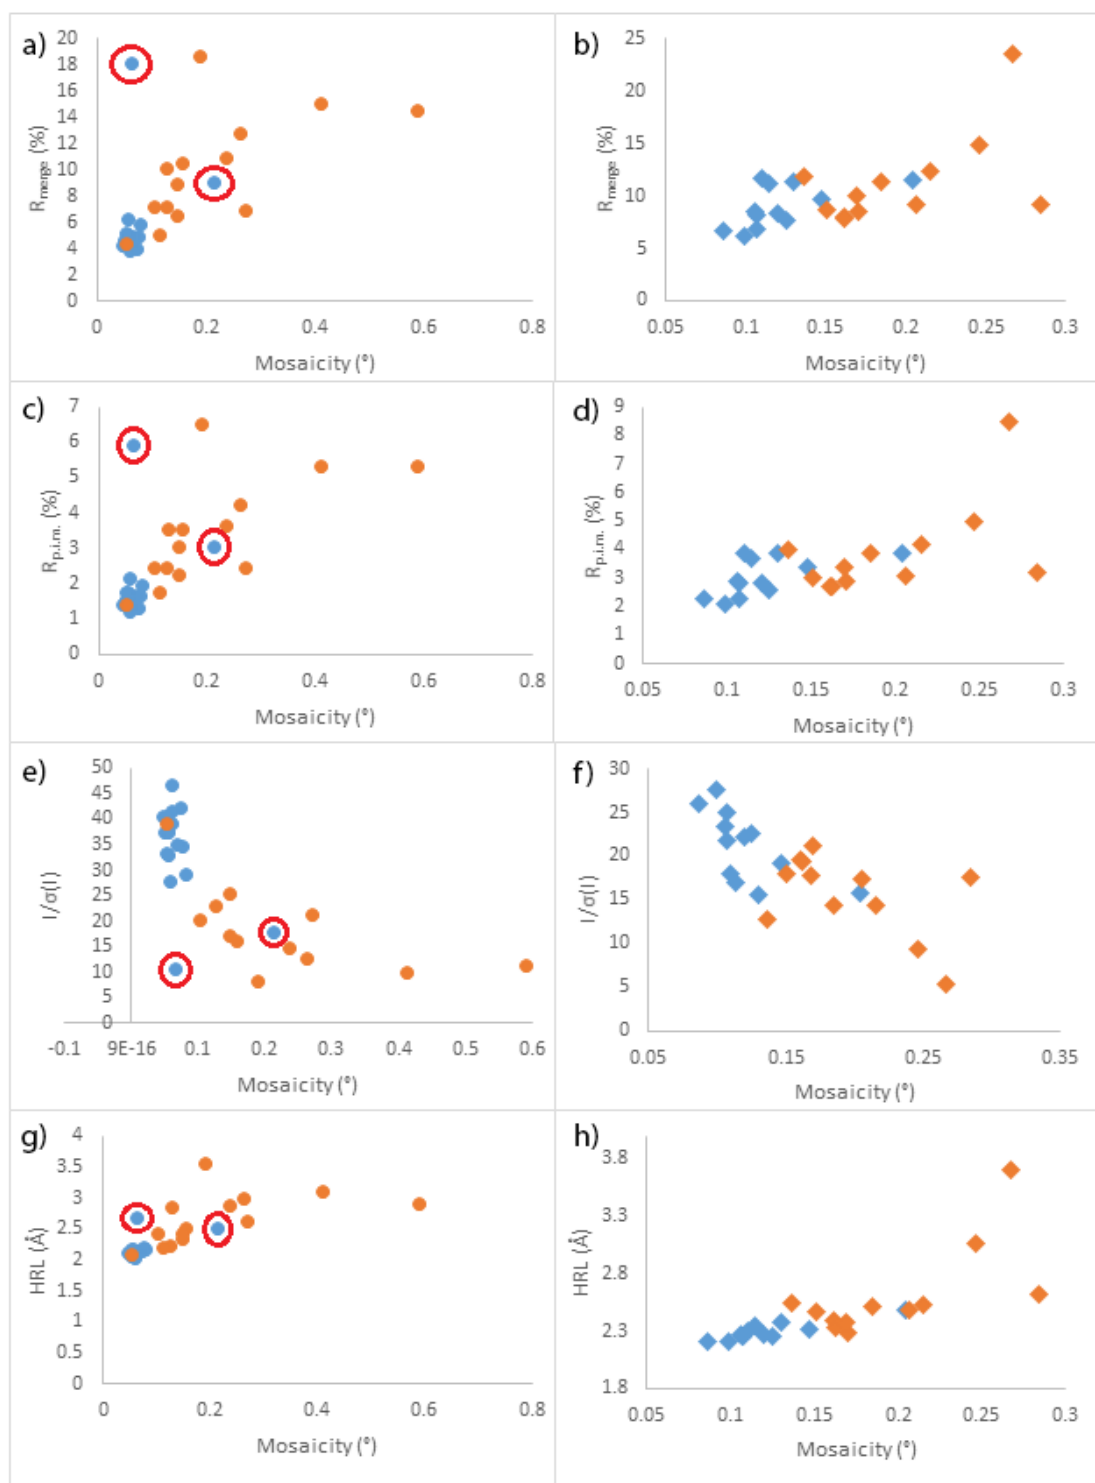 a)
20
18
16
14
12
10
8
6
4
2
0
Rmerge (%)
0 0.2 0.4 0.6 0.8
Mosaicity (°)
b)
25
20
15
10
5
0
Rmerge (%)
0.05 0.1 0.15 0.2 0.25 0.3
Mosaicity (°)
c)
7
6
5
4
3
2
1
0
Rp.i.m. (%)
0 0.2 0.4 0.6 0.8
Mosaicity (°)
d)
9
8
7
6
5
4
3
2
1
0
Rp.i.m. (%)
0.05 0.1 0.15 0.2 0.25 0.3
Mosaicity (°)
e)
50
45
40
35
30
25
20
15
10
5
0
I/σ(I)
-0.1 9E-16 0.1 0.2 0.3 0.4 0.5 0.6
Mosaicity (°)
f)
30
25
20
15
10
5
0
I/σ(I)
0.05 0.15 0.25 0.35
Mosaicity (°)
g)
4
3.5
3
2.5
2
1.5
1
0.5
0
HRL (Å)
0 0.2 0.4 0.6 0.8
Mosaicity (°)
h)
3.8
3.3
2.8
2.3
1.8
HRL (Å)
0.05 0.1 0.15 0.2 0.25 0.3
Mosaicity (°)